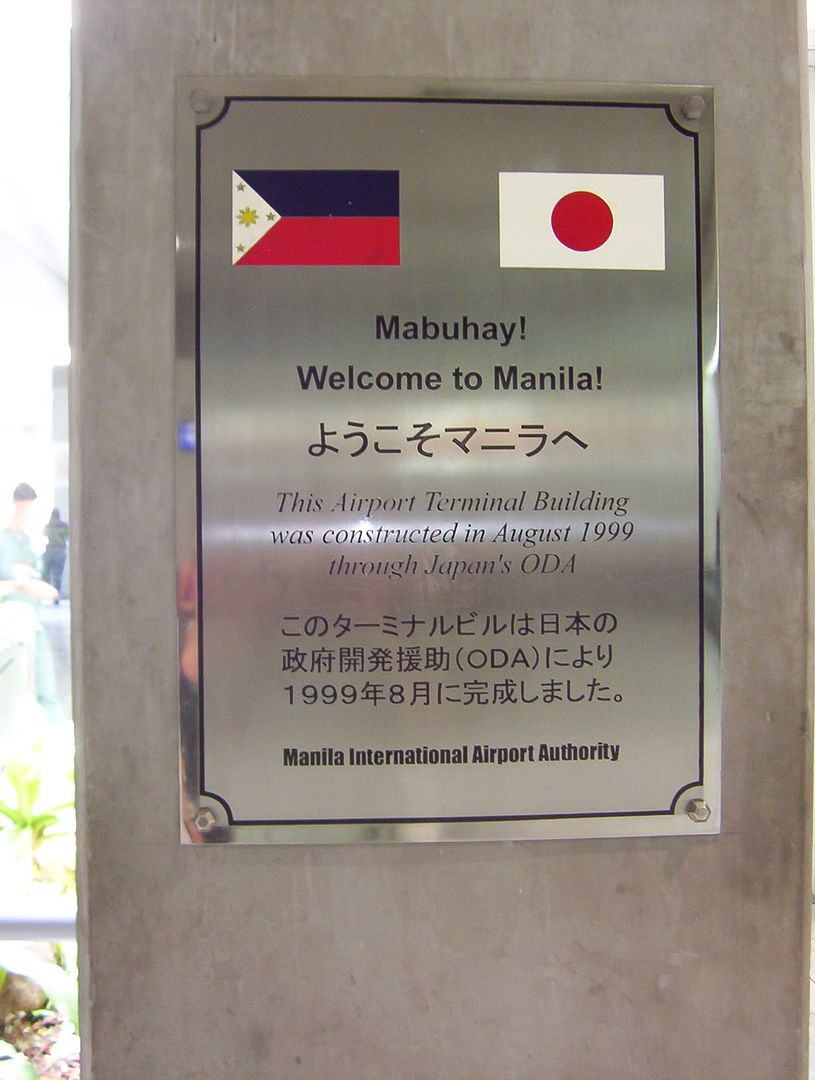 Mabuhay!
Welcome to Manila!
ようこそマニラへ
This Airport Terminal Building
was constructed in August 1999
through Japan's ODA
このターミナルビルは日本の
政府開発援助(ODA)により
1999年8月に完成しました。
Manila International Airport Authority